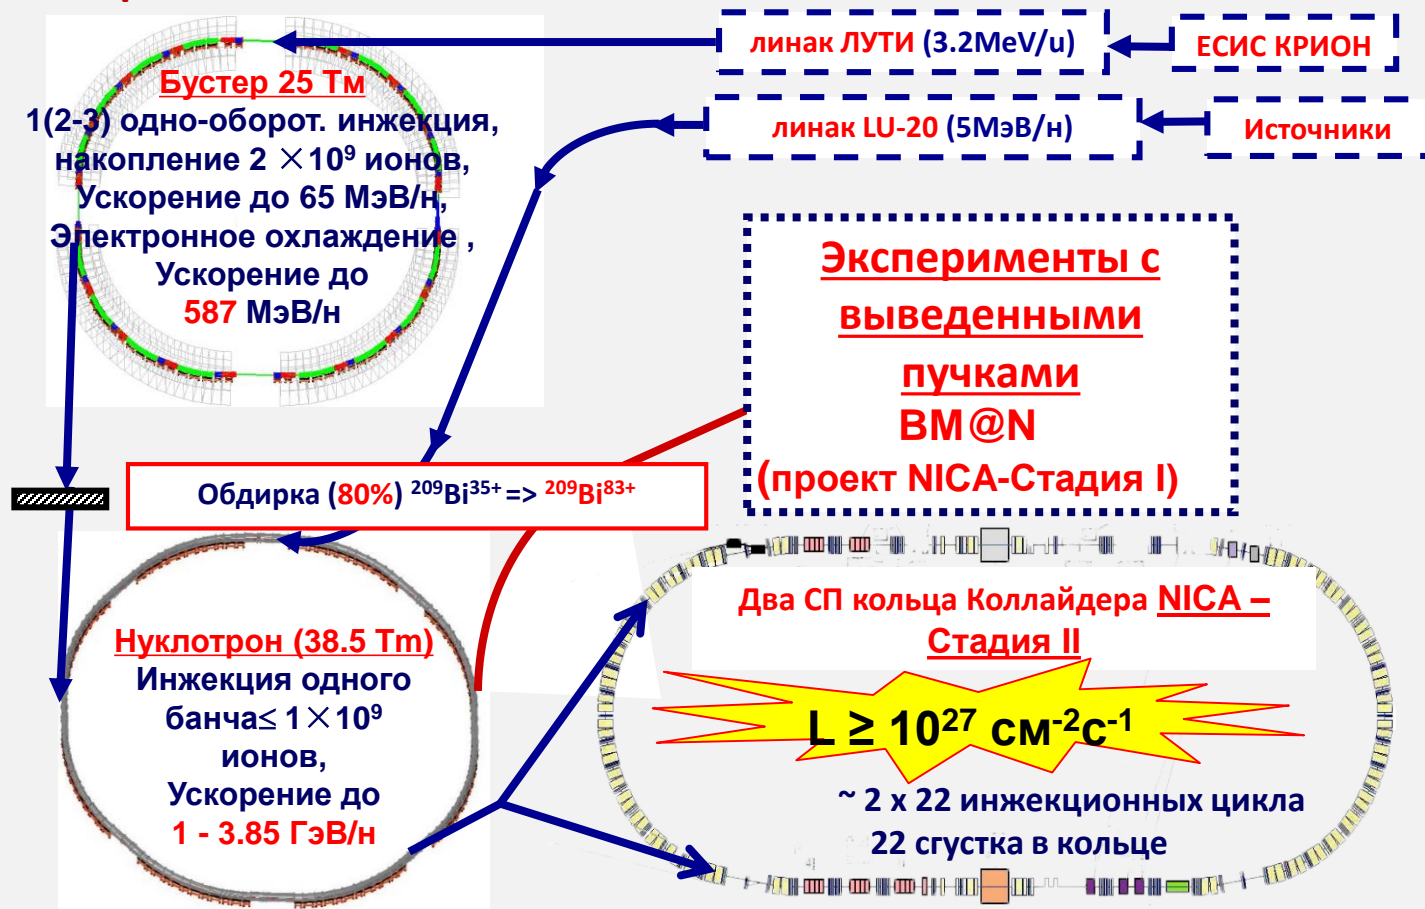 линак ЛУТИ (3.2MeV/u)
ЕСИС КРИОН
линак LU-20 (5МэВ/н)
Источники
Бустер 25 Тм
1(2-3) одно-оборот. инжекция,
накопление 2 ×10⁹ ионов,
Ускорение до 65 МэВ/н,
Электронное охлаждение ,
Ускорение до
587 МэВ/н
Эксперименты с
выведенными
пучками
BM@N
(проект NICA-Стадия I)
Обдирка (80%) ²⁰⁹Bi³⁵⁺ => ²⁰⁹Bi⁸³⁺
Нуклотрон (38.5 Tm)
Инжекция одного
банча≤ 1×10⁹
ионов,
Ускорение до
1 - 3.85 ГэВ/н
Два СП кольца Коллайдера NICA –
Стадия II
L ≥ 10²⁷ см⁻²с⁻¹
~ 2 x 22 инжекционных цикла
22 сгустка в кольце